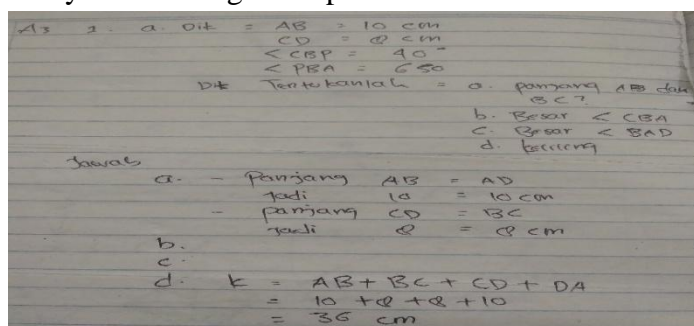 A3 1. a. Dit = AB = 10 cm
CD = 8 cm
< CBP = 40°
< PBA = 650
Dit Tentukanlah = a. panjang AB dan
BC?
b. Besar < CBA
c. Besar < BAD
d. keliling
Jawab
a. - Panjang AB = AD
Jadi 10 = 10 cm
- panjang CD = BC
Jadi 8 = 8 cm
b.
c.
d. k = AB + BC + CD + DA
= 10 + 8 + 8 + 10
= 36 cm